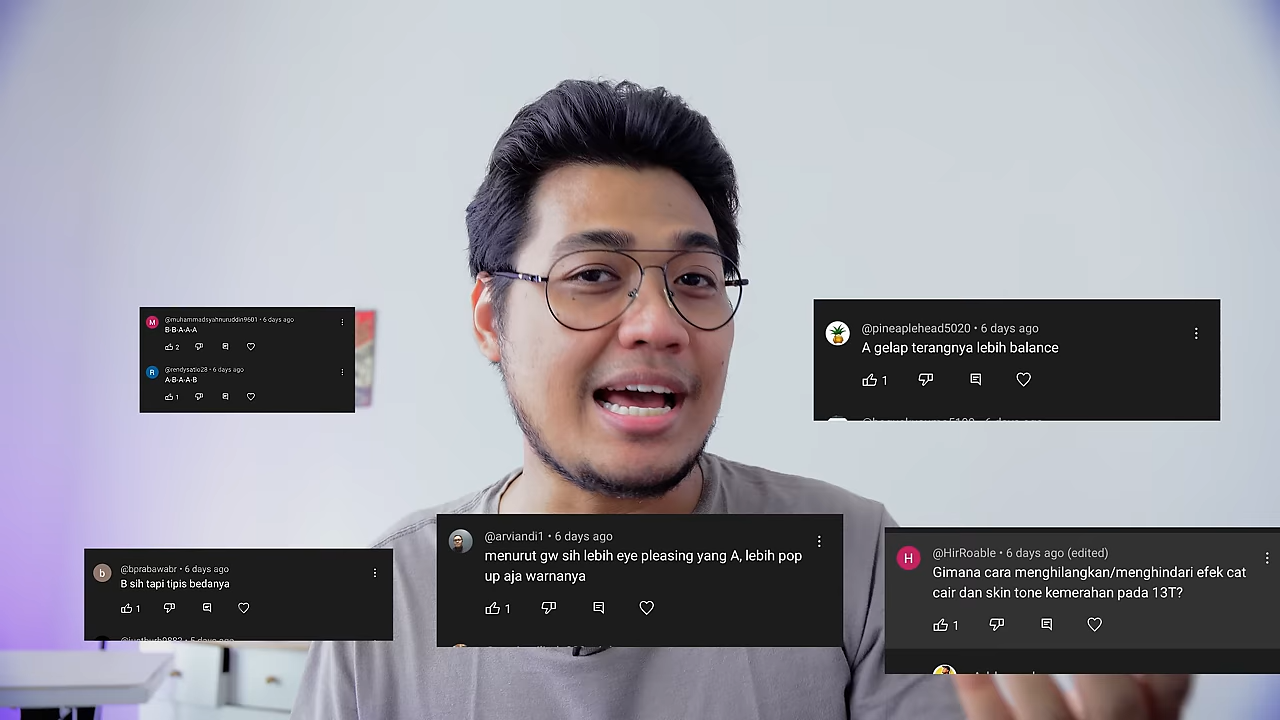 @muhammadsyahnuruddin9601 • 6 days ago
B-B-A-A-A
2
@rendysatio28 • 6 days ago
A-B-A-A-B
1
@pineaplehead5020 • 6 days ago
A gelap terangnya lebih balance
1
@bprabawabr • 6 days ago
B sih tapi tipis bedanya
1
@arviandi1 • 6 days ago
menurut gw sih lebih eye pleasing yang A, lebih pop
up aja warnanya
1
@HirRoable • 6 days ago (edited)
Gimana cara menghilangkan/menghindari efek cat
cair dan skin tone kemerahan pada 13T?
1
M
R
b
H